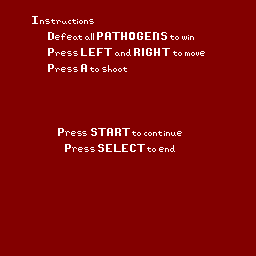 Instructions
Defeat all PATHOGENS to win
Press LEFT and RIGHT to move
Press A to shoot
Press START to continue
Press SELECT to end